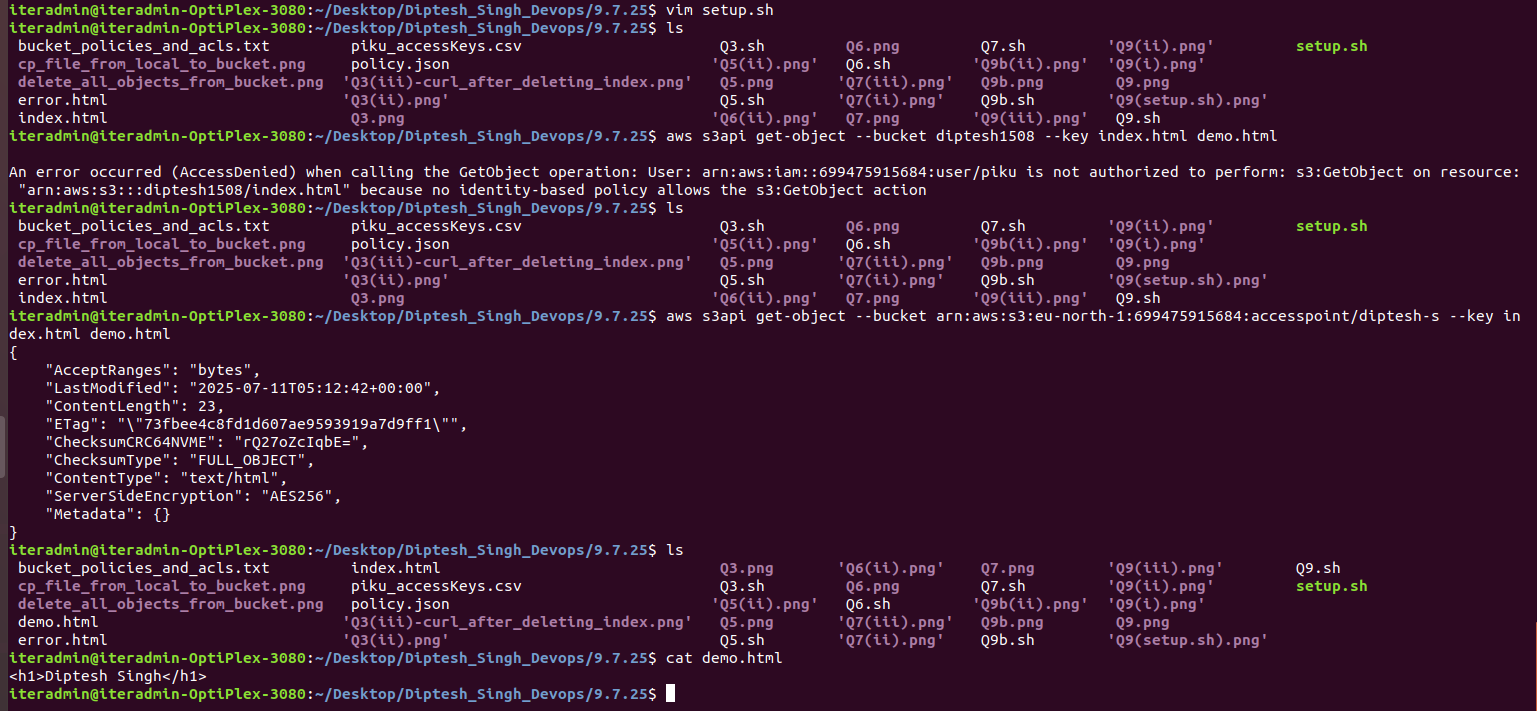 iteradmin@iteradmin-OptiPlex-3080:~/Desktop/Diptesh_Singh_Devops/9.7.25$ vim setup.sh
iteradmin@iteradmin-OptiPlex-3080:~/Desktop/Diptesh_Singh_Devops/9.7.25$ ls
bucket_policies_and_acls.txt piku_accessKeys.csv Q3.sh Q6.png Q7.sh 'Q9(ii).png' setup.sh
cp_file_from_local_to_bucket.png policy.json 'Q5(ii).png' Q6.sh 'Q9b(ii).png' 'Q9(i).png'
delete_all_objects_from_bucket.png 'Q3(iii)-curl_after_deleting_index.png' Q5.png 'Q7(iii).png' Q9b.png Q9.png
error.html 'Q3(ii).png' Q5.sh 'Q7(ii).png' Q9b.sh 'Q9(setup.sh).png'
index.html Q3.png 'Q6(ii).png' Q7.png 'Q9(iii).png' Q9.sh
iteradmin@iteradmin-OptiPlex-3080:~/Desktop/Diptesh_Singh_Devops/9.7.25$ aws s3api get-object --bucket diptesh1508 --key index.html demo.html
An error occurred (AccessDenied) when calling the GetObject operation: User: arn:aws:iam::699475915684:user/piku is not authorized to perform: s3:GetObject on resource:
"arn:aws:s3:::diptesh1508/index.html" because no identity-based policy allows the s3:GetObject action
iteradmin@iteradmin-OptiPlex-3080:~/Desktop/Diptesh_Singh_Devops/9.7.25$ ls
bucket_policies_and_acls.txt piku_accessKeys.csv Q3.sh Q6.png Q7.sh 'Q9(ii).png' setup.sh
cp_file_from_local_to_bucket.png policy.json 'Q5(ii).png' Q6.sh 'Q9b(ii).png' 'Q9(i).png'
delete_all_objects_from_bucket.png 'Q3(iii)-curl_after_deleting_index.png' Q5.png 'Q7(iii).png' Q9b.png Q9.png
error.html 'Q3(ii).png' Q5.sh 'Q7(ii).png' Q9b.sh 'Q9(setup.sh).png'
index.html Q3.png 'Q6(ii).png' Q7.png 'Q9(iii).png' Q9.sh
iteradmin@iteradmin-OptiPlex-3080:~/Desktop/Diptesh_Singh_Devops/9.7.25$ aws s3api get-object --bucket arn:aws:s3:eu-north-1:699475915684:accesspoint/diptesh-s --key in
dex.html demo.html
{
"AcceptRanges": "bytes",
"LastModified": "2025-07-11T05:12:42+00:00",
"ContentLength": 23,
"ETag": "\"73fbee4c8fd1d607ae9593919a7d9ff1\"",
"ChecksumCRC64NVME": "rQ27oZcIqbE=",
"ChecksumType": "FULL_OBJECT",
"ContentType": "text/html",
"ServerSideEncryption": "AES256",
"Metadata": {}
}
iteradmin@iteradmin-OptiPlex-3080:~/Desktop/Diptesh_Singh_Devops/9.7.25$ ls
bucket_policies_and_acls.txt index.html Q3.png 'Q6(ii).png' Q7.png 'Q9(iii).png' Q9.sh
cp_file_from_local_to_bucket.png piku_accessKeys.csv Q3.sh Q6.png Q7.sh 'Q9(ii).png' setup.sh
delete_all_objects_from_bucket.png policy.json 'Q5(ii).png' Q6.sh 'Q9b(ii).png' 'Q9(i).png'
demo.html 'Q3(iii)-curl_after_deleting_index.png' Q5.png 'Q7(iii).png' Q9b.png Q9.png
error.html 'Q3(ii).png' Q5.sh 'Q7(ii).png' Q9b.sh 'Q9(setup.sh).png'
iteradmin@iteradmin-OptiPlex-3080:~/Desktop/Diptesh_Singh_Devops/9.7.25$ cat demo.html
<h1>Diptesh Singh</h1>
iteradmin@iteradmin-OptiPlex-3080:~/Desktop/Diptesh_Singh_Devops/9.7.25$